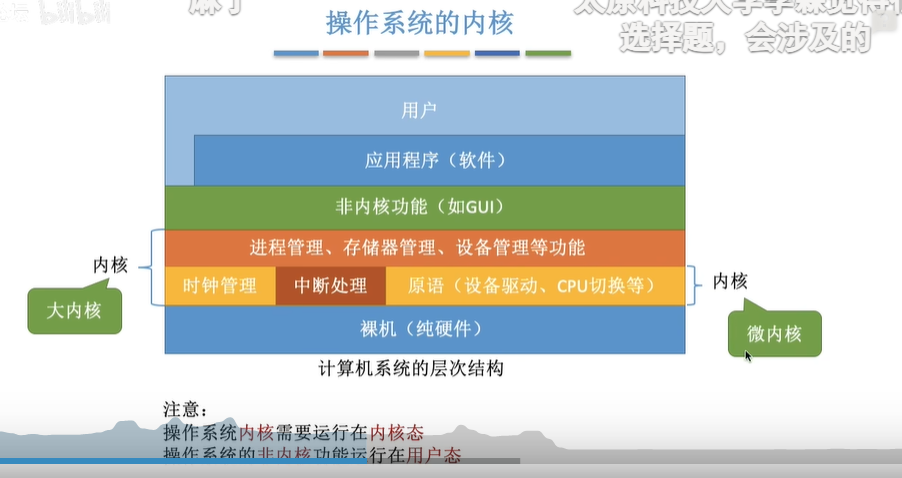 麻了
操作系统的内核
选择题，会涉及的
bilibili
用户
应用程序（软件）
非内核功能（如GUI）
进程管理、存储器管理、设备管理等功能
内核
时钟管理
中断处理
原语（设备驱动、CPU切换等）
内核
大内核
裸机（纯硬件）
微内核
计算机系统的层次结构
注意：
操作系统内核需要运行在内核态
操作系统的非内核功能运行在用户态